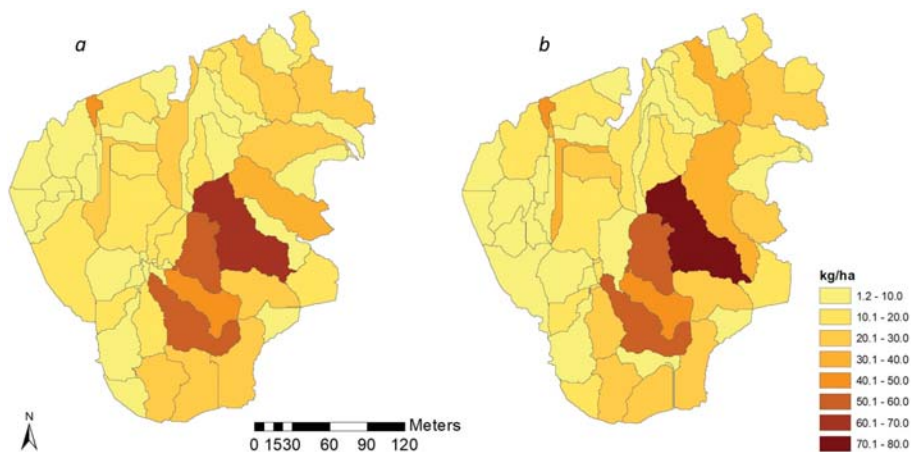 a
b
kg/ha
1.2 - 10.0
10.1 - 20.0
20.1 - 30.0
30.1 - 40.0
40.1 - 50.0
50.1 - 60.0
60.1 - 70.0
70.1 - 80.0
N
Meters
0 1530 60 90 120